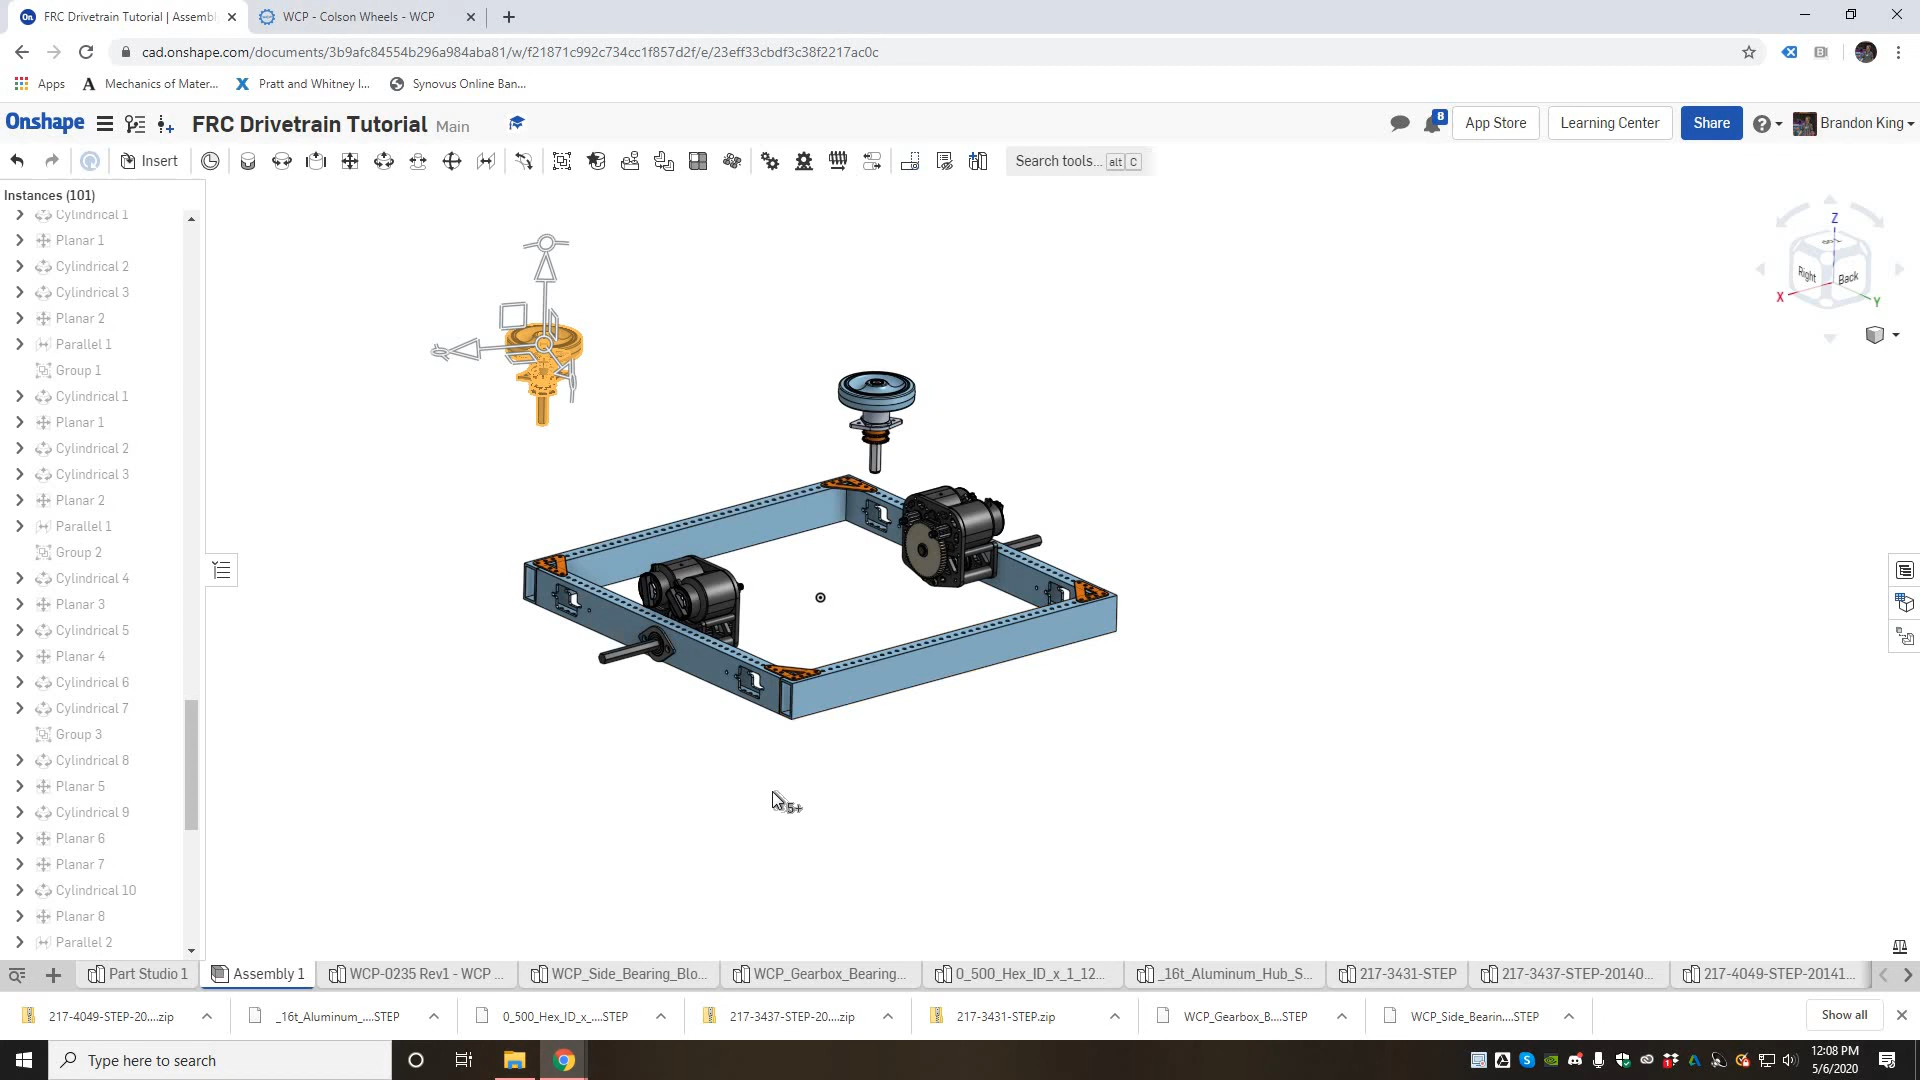 FRC Drivetrain Tutorial | Assembl
WCP - Colson Wheels - WCP
cad.onshape.com/documents/3b9afc84554b296a984aba81/w/f21871c992c734cc1f857d2f/e/23eff33cbdf3c38f2217ac0c
Apps
Mechanics of Mater...
Pratt and Whitney I...
Synovus Online Ban...
Onshape
FRC Drivetrain Tutorial Main
8
App Store
Learning Center
Share
Brandon King
Insert
Search tools... alt C
Instances (101)
Cylindrical 1
Planar 1
Cylindrical 2
Cylindrical 3
Planar 2
Parallel 1
Group 1
Cylindrical 1
Planar 1
Cylindrical 2
Cylindrical 3
Planar 2
Parallel 1
Group 2
Cylindrical 4
Planar 3
Cylindrical 5
Planar 4
Cylindrical 6
Cylindrical 7
Group 3
Cylindrical 8
Planar 5
Cylindrical 9
Planar 6
Planar 7
Cylindrical 10
Planar 8
Parallel 2
Z
Right
Back
X
Y
5+
Part Studio 1
Assembly 1
WCP-0235 Rev1 - WCP ...
WCP_Side_Bearing_Blo...
WCP_Gearbox_Bearing...
0_500_Hex_ID_x_1_12...
_16t_Aluminum_Hub_S...
217-3431-STEP
217-3437-STEP-20140...
217-4049-STEP-20141...
217-4049-STEP-20....zip
_16t_Aluminum_....STEP
0_500_Hex_ID_x_....STEP
217-3437-STEP-20....zip
217-3431-STEP.zip
WCP_Gearbox_B....STEP
WCP_Side_Bearin....STEP
Show all
Type here to search
12:08 PM
5/6/2020